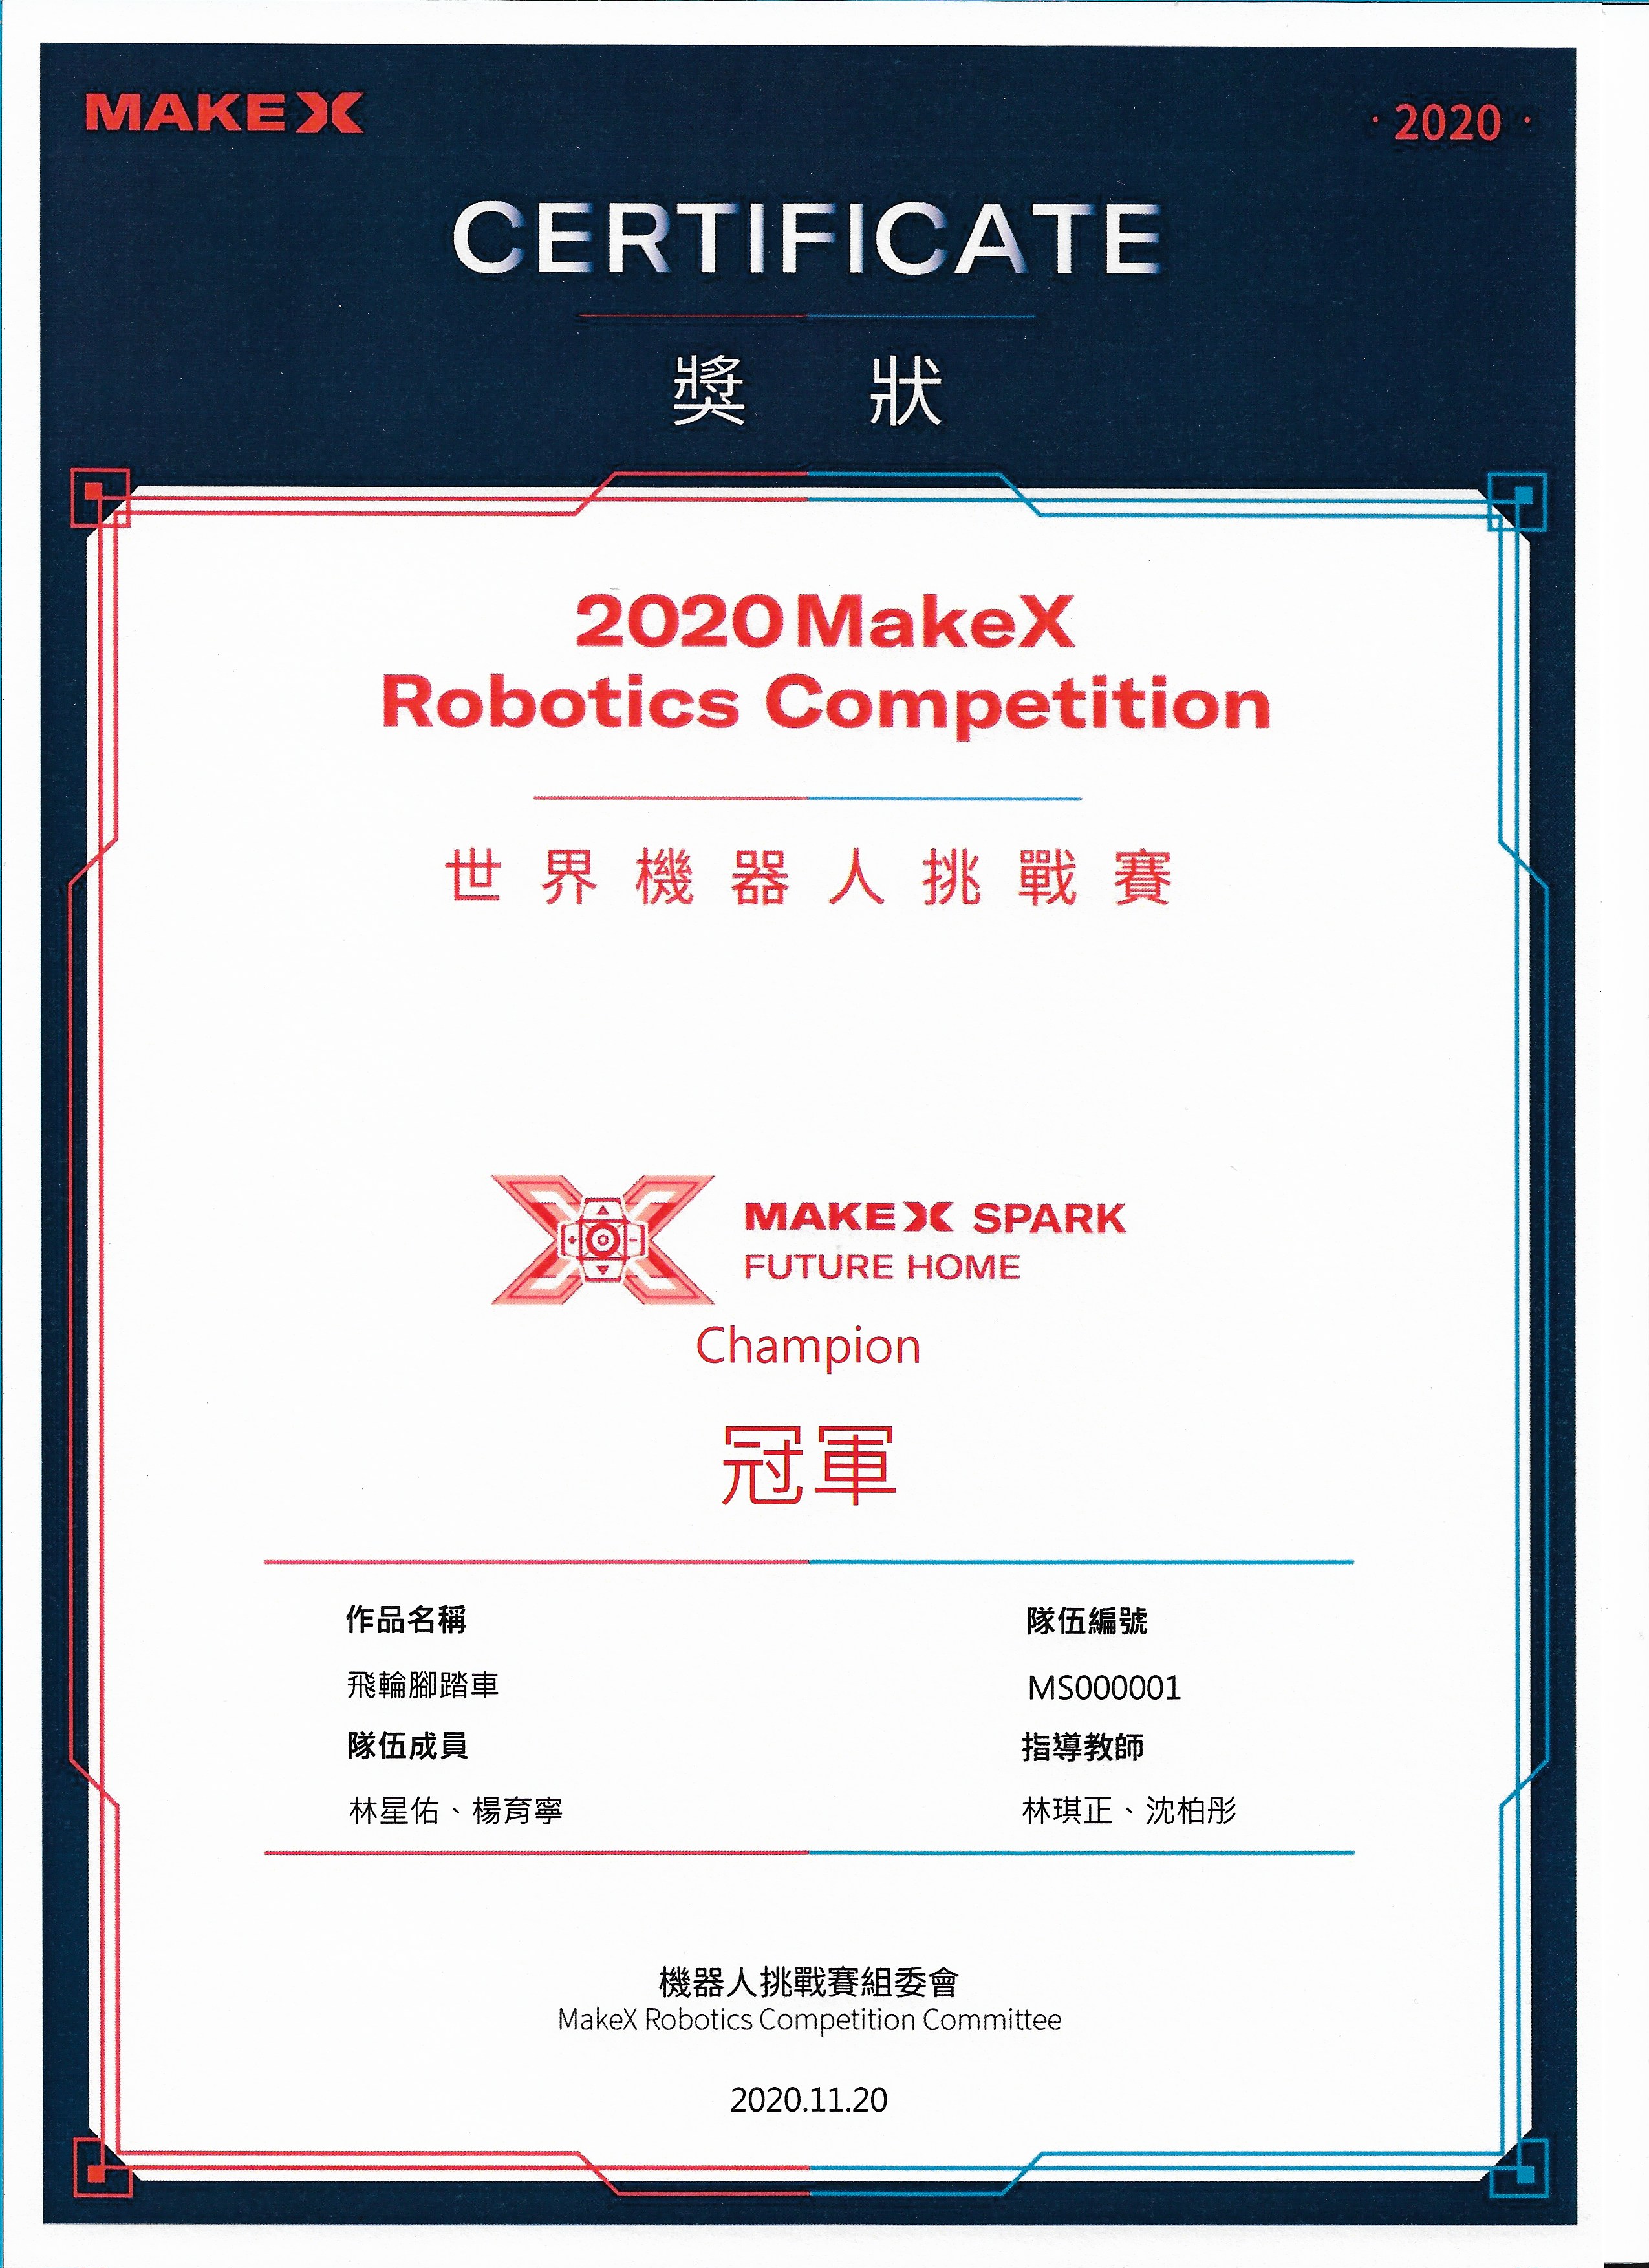 MAKEX
· 2020 ·
CERTIFICATE
獎 狀
2020 MakeX
Robotics Competition
世界機器人挑戰賽
MAKEX SPARK
FUTURE HOME
Champion
冠軍
作品名稱
隊伍編號
飛輪腳踏車
MS000001
隊伍成員
指導教師
林星佑、楊育寧
林琪正、沈柏彤
機器人挑戰賽組委會
MakeX Robotics Competition Committee
2020.11.20